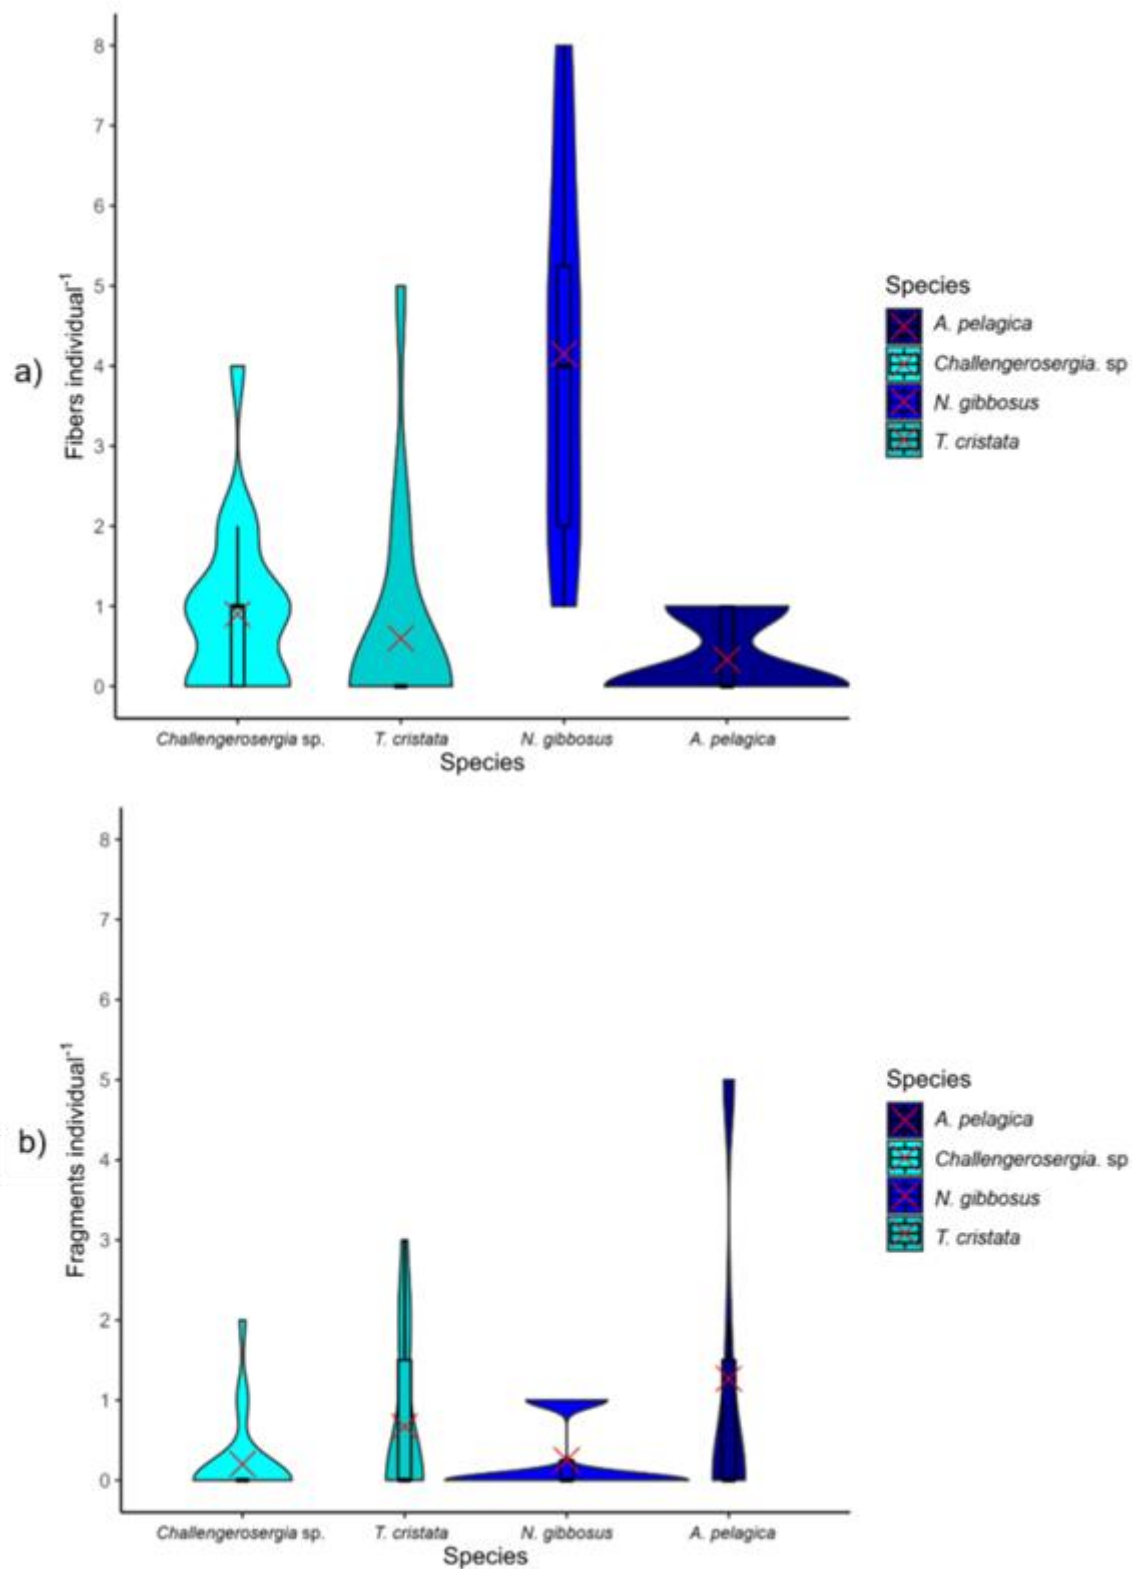 a)
Fibers individual⁻¹
8
7
6
5
4
3
2
1
0
Challengerosergia sp.
T. cristata
N. gibbosus
A. pelagica
Species
Species
A. pelagica
Challengerosergia. sp
N. gibbosus
T. cristata
b)
Fragments individual⁻¹
8
7
6
5
4
3
2
1
0
Challengerosergia sp.
T. cristata
N. gibbosus
A. pelagica
Species
Species
A. pelagica
Challengerosergia. sp
N. gibbosus
T. cristata